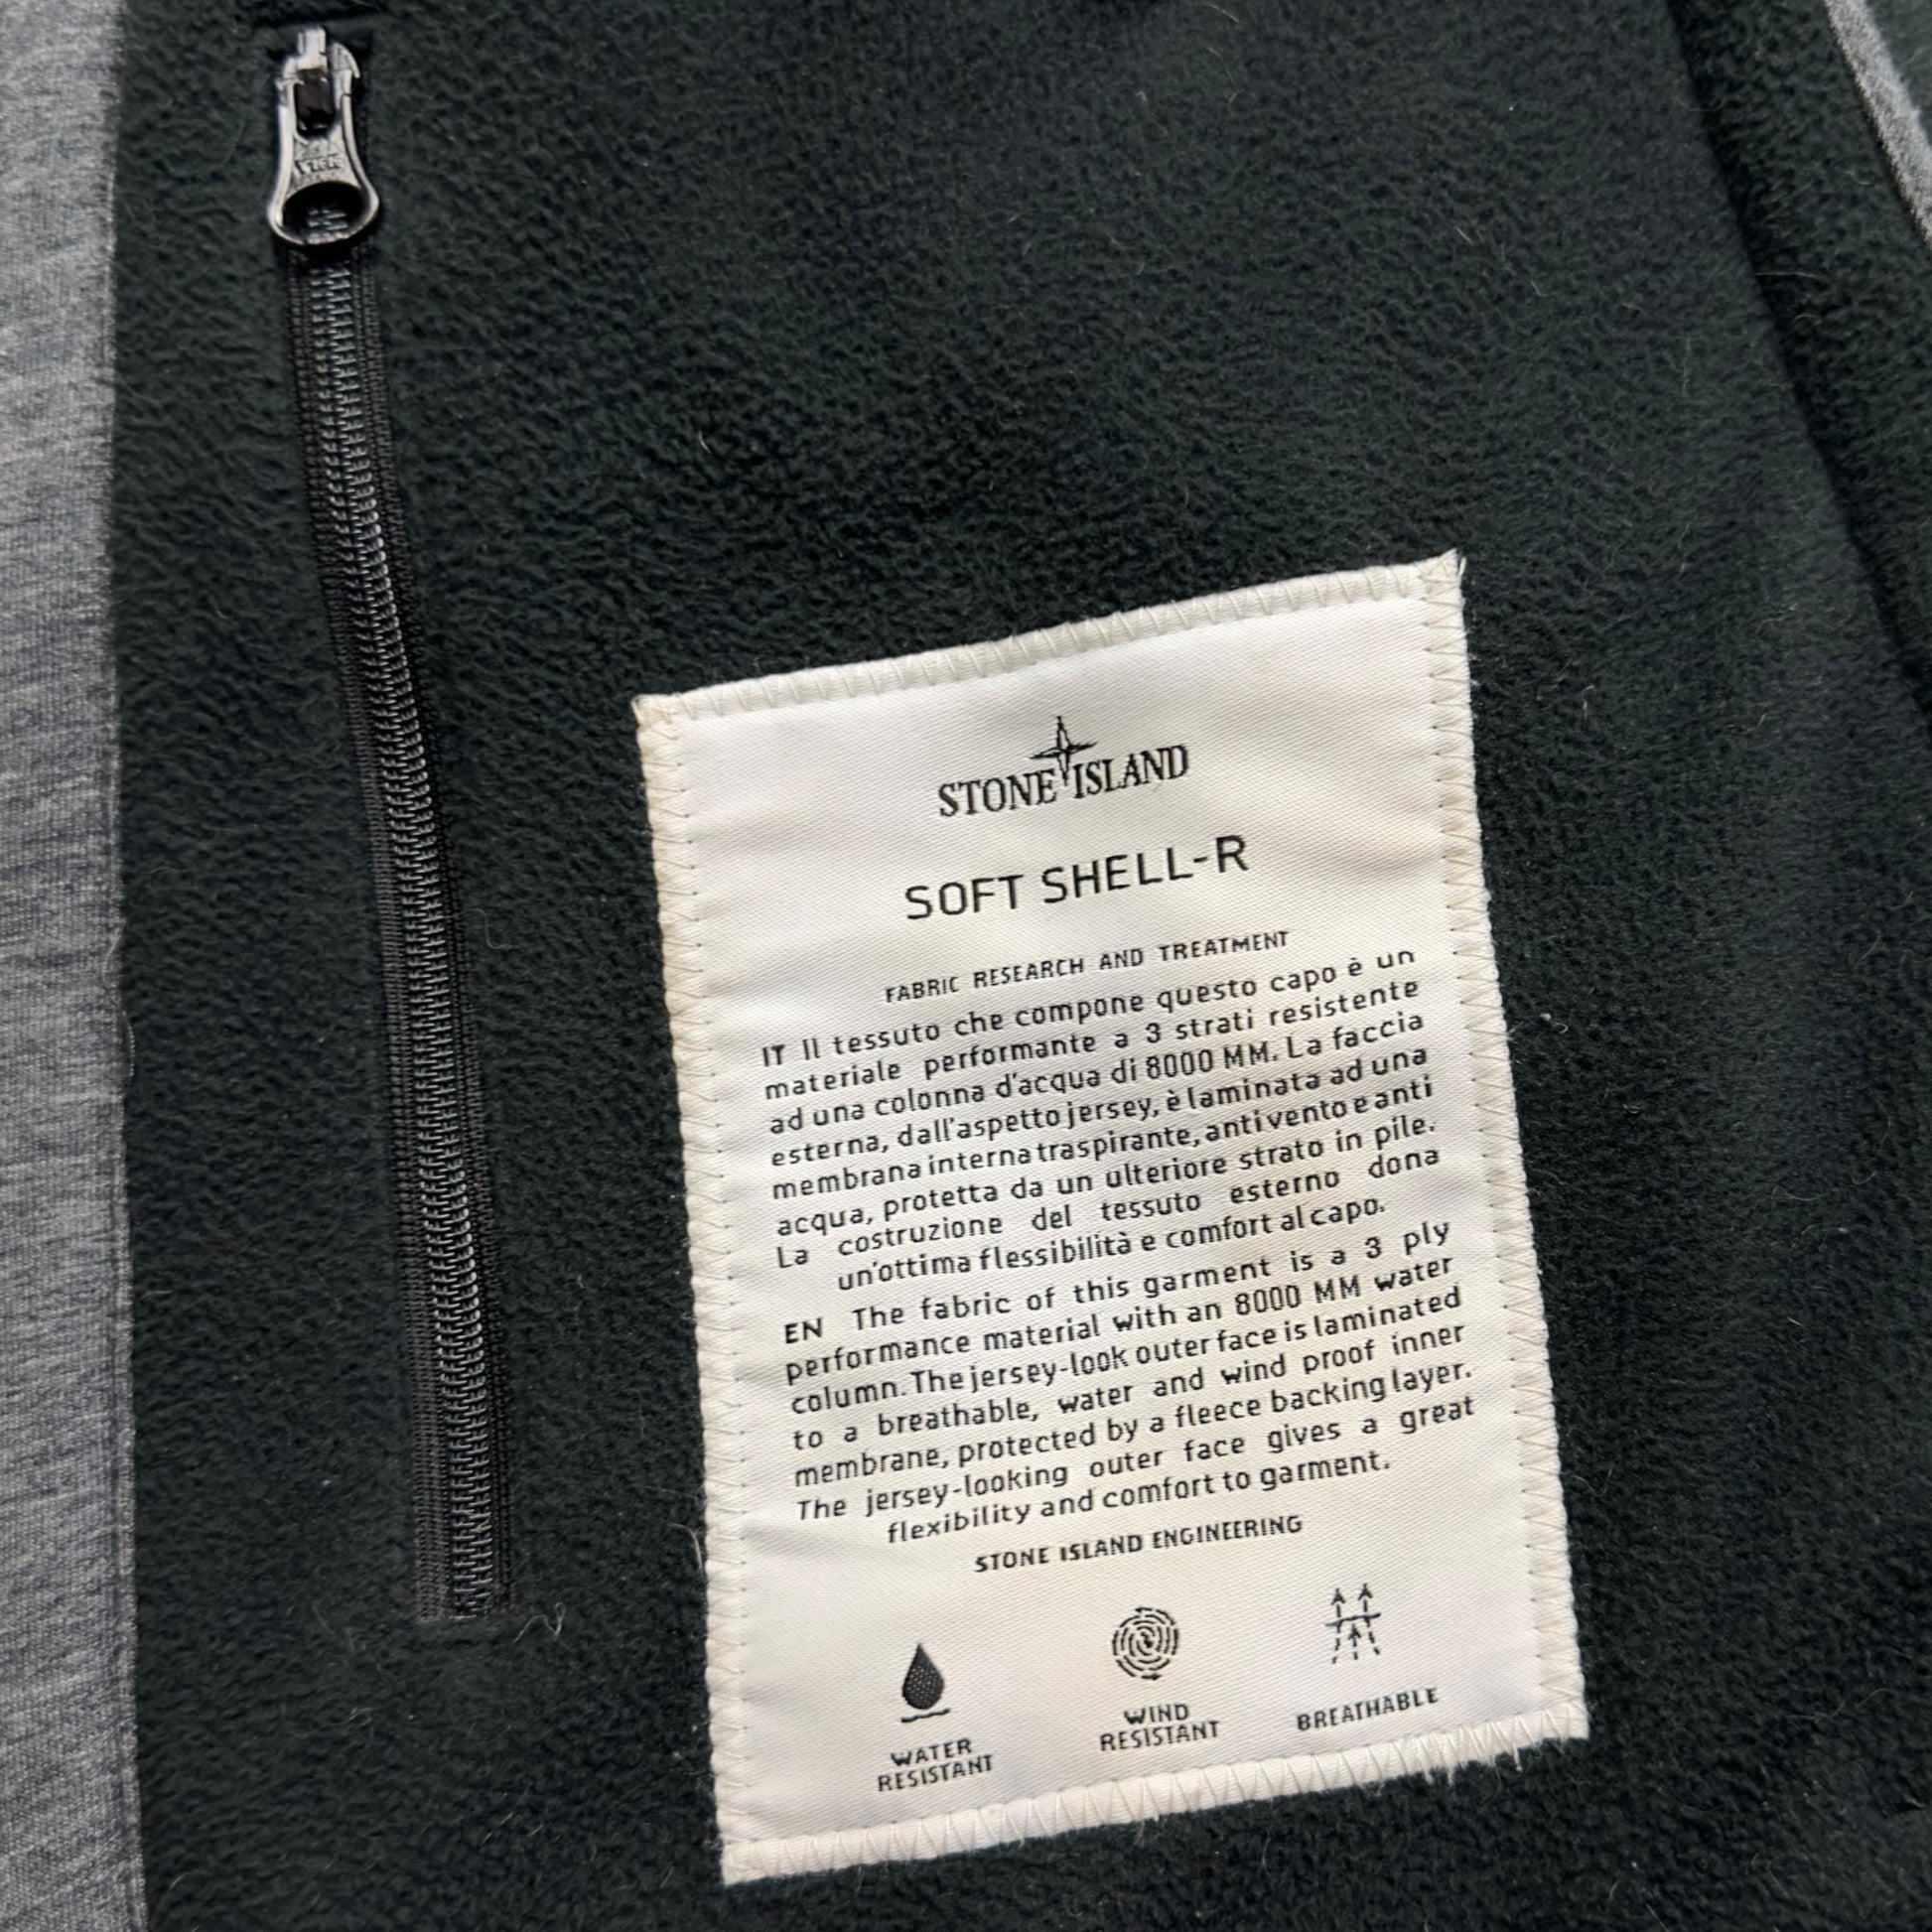 YKK
STONE ISLAND
SOFT SHELL-R
FABRIC RESEARCH AND TREATMENT
IT Il tessuto che compone questo capo è un
materiale performante a 3 strati resistente
ad una colonna d'acqua di 8000 MM. La faccia
esterna, dall'aspetto jersey, è laminata ad una
membrana interna traspirante, antivento e anti
acqua, protetta da un ulteriore strato in pile.
La costruzione del tessuto esterno dona
un'ottima flessibilità e comfort al capo.
EN The fabric of this garment is a 3 ply
performance material with an 8000 MM water
column. The jersey-look outer face is laminated
to a breathable, water and wind proof inner
membrane, protected by a fleece backing layer.
The jersey-looking outer face gives a great
flexibility and comfort to garment.
STONE ISLAND ENGINEERING
WATER
RESISTANT
WIND
RESISTANT
BREATHABLE